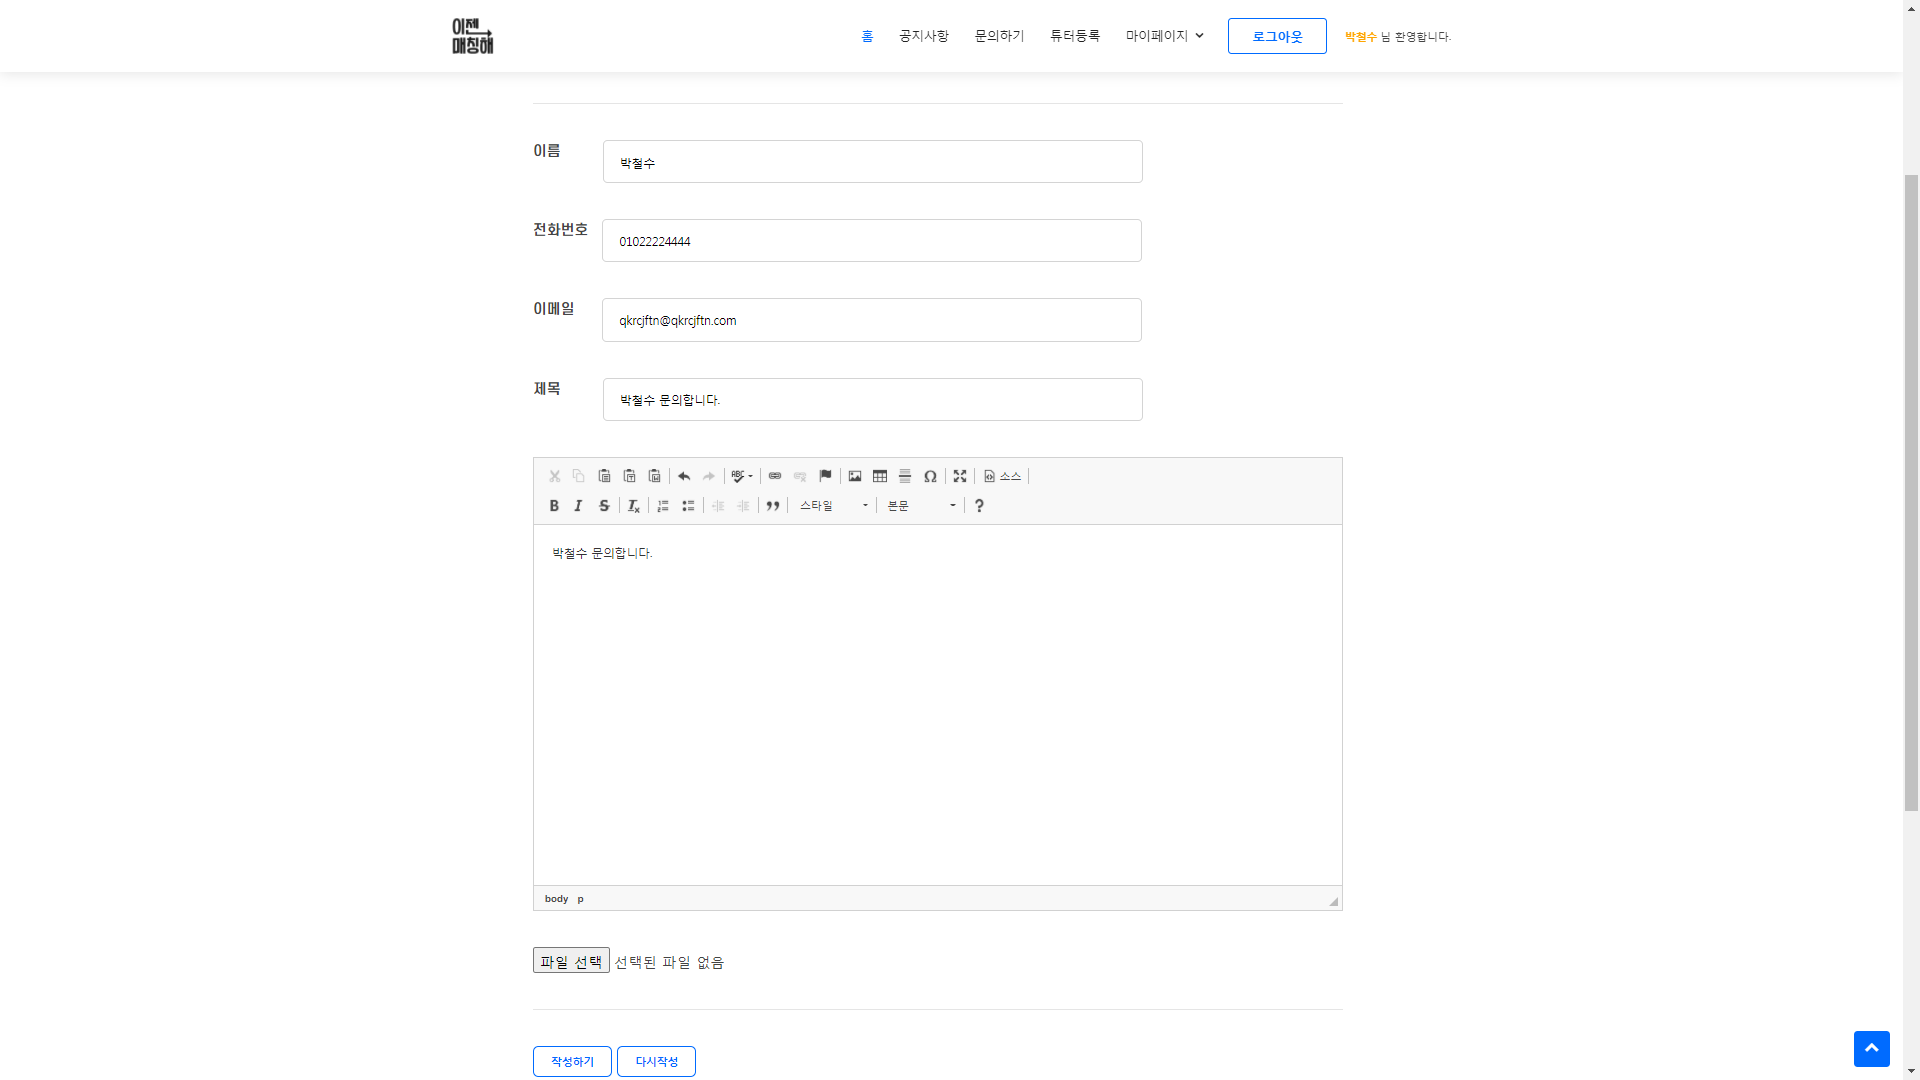 이젠
매칭해
홈 공지사항 문의하기 튜터등록 마이페이지 로그아웃 박철수 님 환영합니다.
이름 박철수
전화번호 01022224444
이메일 qkrcjftn@qkrcjftn.com
제목 박철수 문의합니다.
ABC Ω 소스
B I S Tx 스타일 본문 ?
박철수 문의합니다.
body p
파일 선택 선택된 파일 없음
작성하기 다시작성